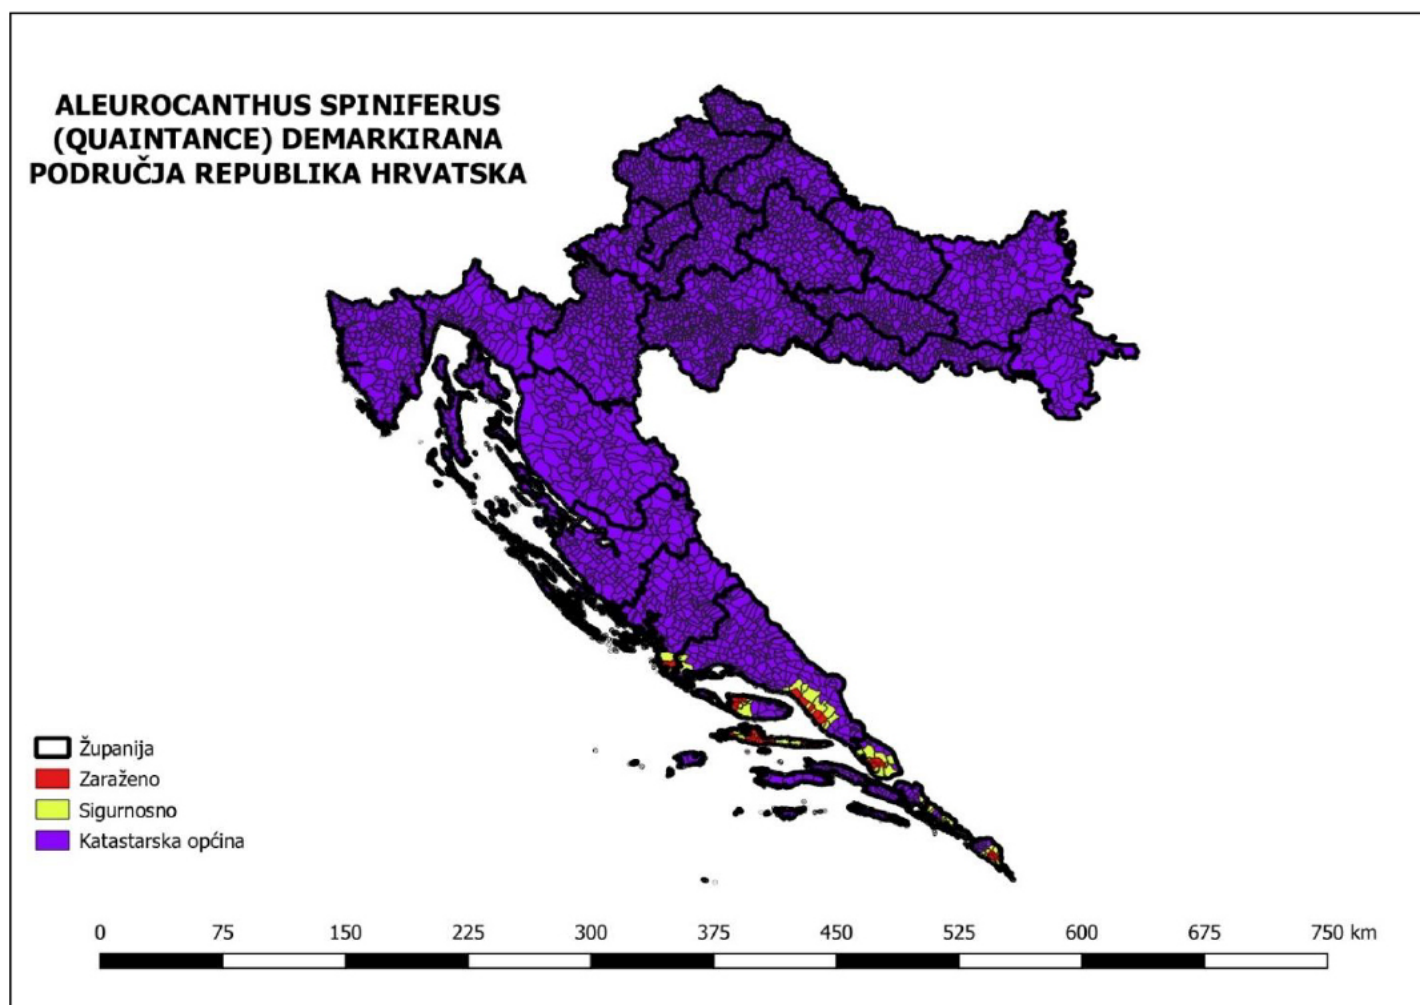 ALEUROCANTHUS SPINIFERUS
(QUAINTANCE) DEMARKIRANA
PODRUČJA REPUBLIKA HRVATSKA
Županija
Zaraženo
Sigurnosno
Katastarska općina
0 75 150 225 300 375 450 525 600 675 750 km